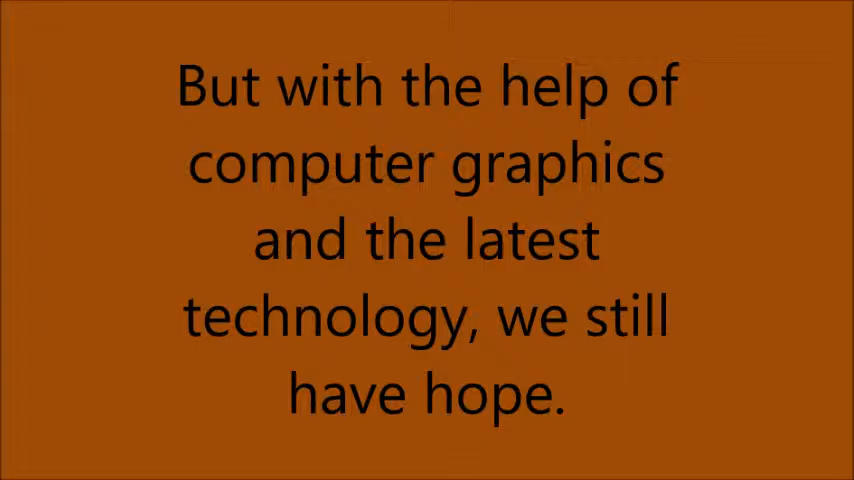 But with the help of
computer graphics
and the latest
technology, we still
have hope.